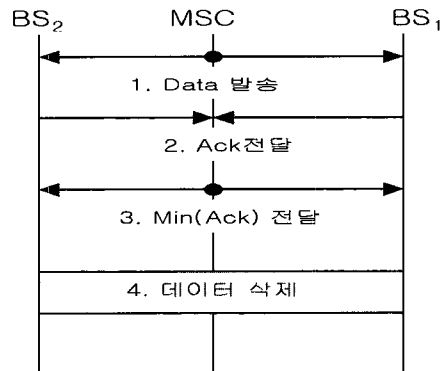 BS₂ MSC BS₁
1. Data 발송
2. Ack전달
3. Min(Ack) 전달
4. 데이터 삭제